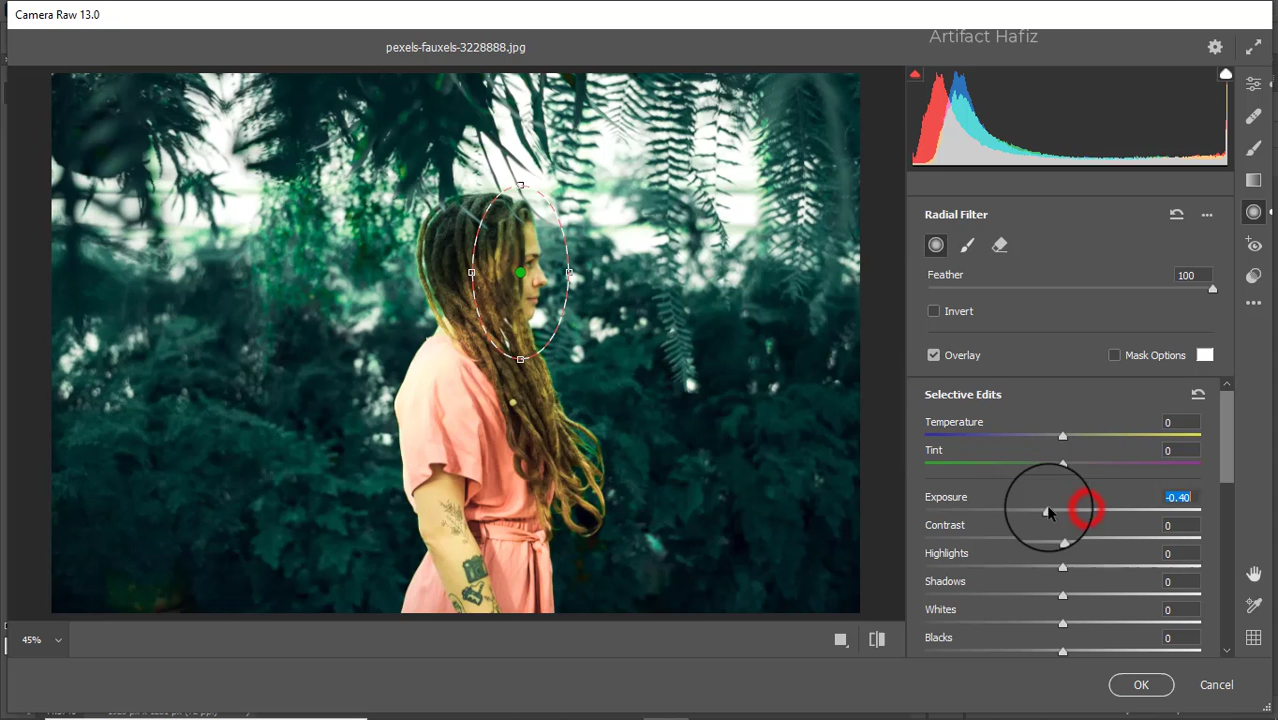 Camera Raw 13.0
Artifact Hafiz
pexels-fauxels-3228888.jpg
Radial Filter
Feather 100
Invert
Overlay Mask Options
Selective Edits
Temperature 0
Tint 0
Exposure -0.40
Contrast 0
Highlights 0
Shadows 0
Whites 0
Blacks 0
45%
OK Cancel